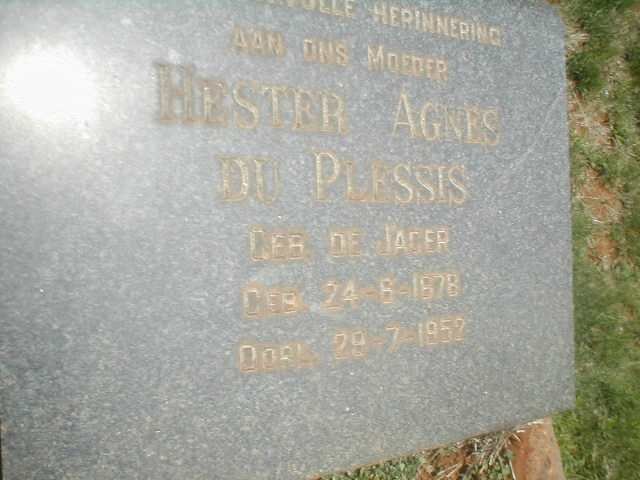 HERINNERING
AAN ONS MOEDER
HESTER AGNES
DU PLESSIS
GEB. DE JAGER
GEB. 24-6-1878
OORL. 29-7-1952